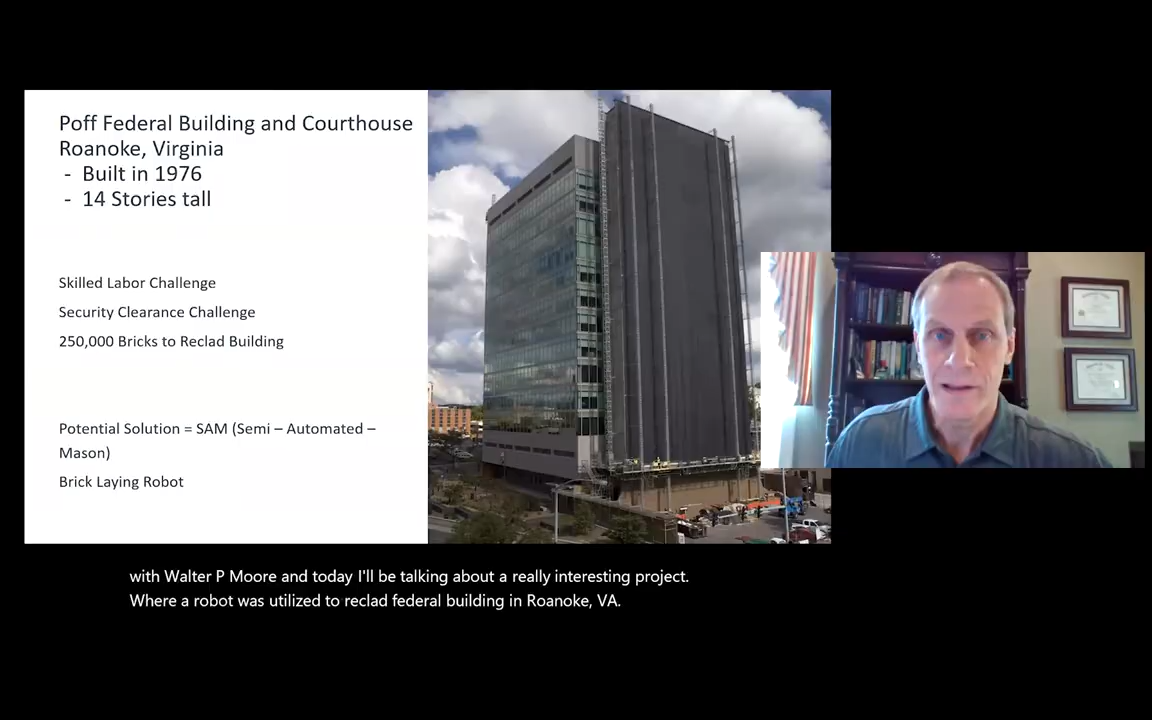 Poff Federal Building and Courthouse
Roanoke, Virginia
- Built in 1976
- 14 Stories tall
Skilled Labor Challenge
Security Clearance Challenge
250,000 Bricks to Reclad Building
Potential Solution = SAM (Semi – Automated –
Mason)
Brick Laying Robot
with Walter P Moore and today I'll be talking about a really interesting project.
Where a robot was utilized to reclad federal building in Roanoke, VA.